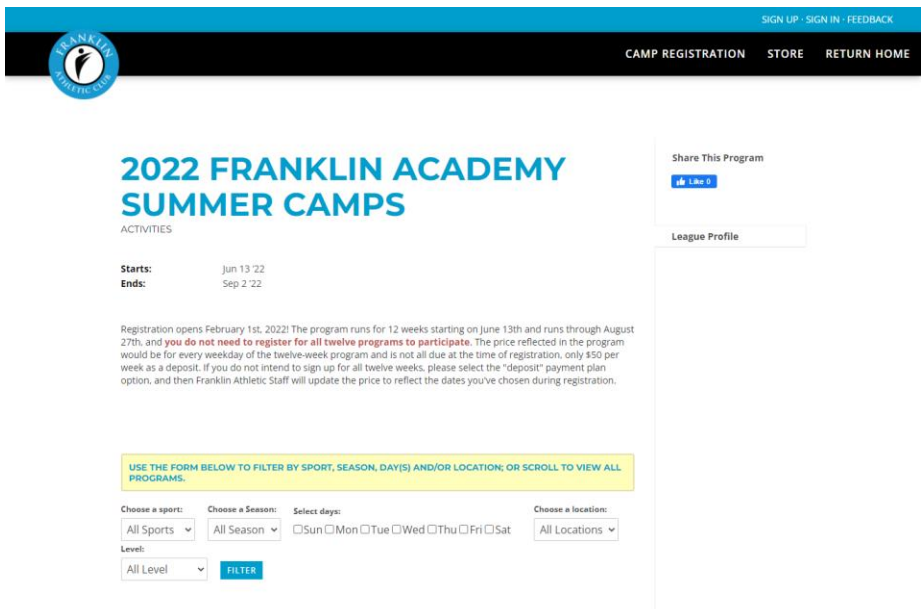 SIGN UP · SIGN IN · FEEDBACK
FRANKLIN
ATHLETIC CLUB
CAMP REGISTRATION STORE RETURN HOME
2022 FRANKLIN ACADEMY
SUMMER CAMPS
ACTIVITIES
Starts: Jun 13 '22
Ends: Sep 2 '22
Registration opens February 1st, 2022! The program runs for 12 weeks starting on June 13th and runs through August
27th, and you do not need to register for all twelve programs to participate. The price reflected in the program
would be for every weekday of the twelve-week program and is not all due at the time of registration, only $50 per
week as a deposit. If you do not intend to sign up for all twelve weeks, please select the "deposit" payment plan
option, and then Franklin Athletic Staff will update the price to reflect the dates you've chosen during registration.
Share This Program
Like 0
League Profile
USE THE FORM BELOW TO FILTER BY SPORT, SEASON, DAY(S) AND/OR LOCATION; OR SCROLL TO VIEW ALL
PROGRAMS.
Choose a sport: Choose a Season: Select days: Choose a location:
All Sports All Season Sun Mon Tue Wed Thu Fri Sat All Locations
Level:
All Level FILTER